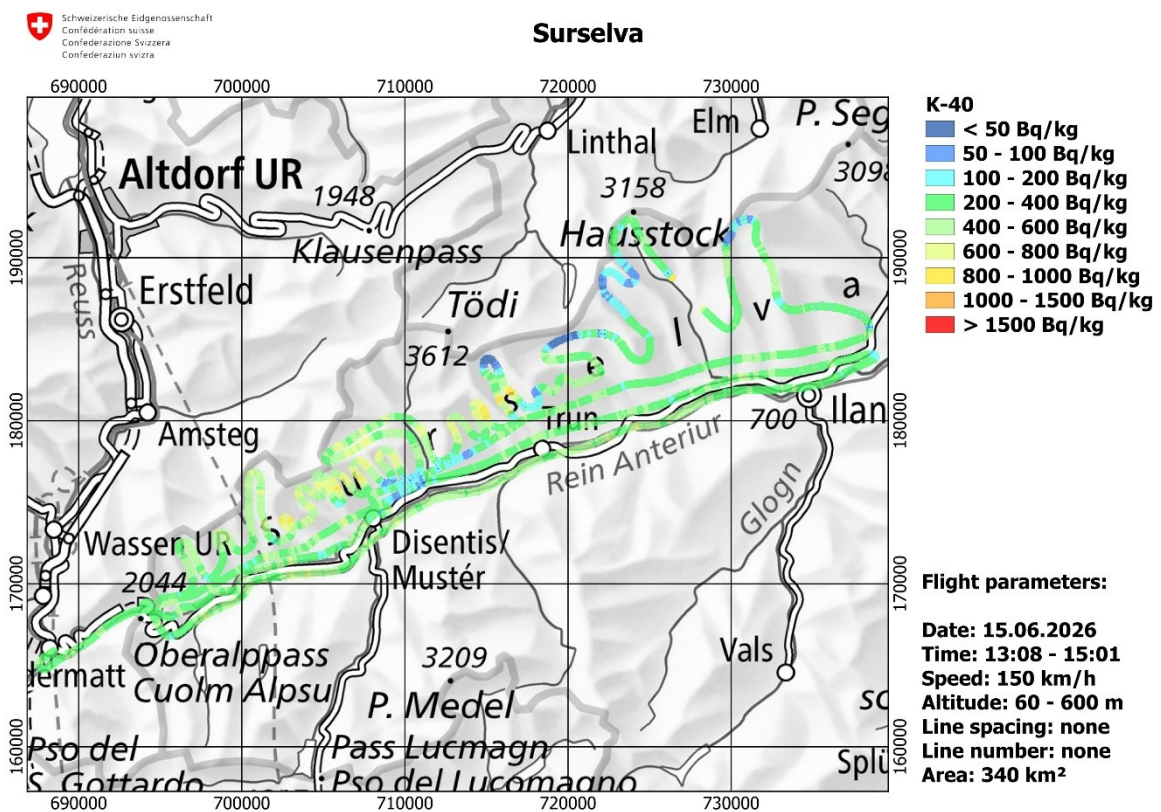 Schweizerische Eidgenossenschaft
Confédération suisse
Confederazione Svizzera
Confederaziun svizra
Surselva
690000 700000 710000 720000 730000
Altdorf UR
1948
Klausenpass
Linthal
Elm
P. Seg
3098
3158
Hausstock
190000
190000
Reuss
Erstfeld
Tödi
3612
Amsteg
180000
180000
S u r s e l v a
Trun
700
Ilan
Rein Anteriur
Glogn
Wassen UR
2044
Disentis/
Mustér
170000
170000
dermatt
Oberalppass
Cuolm Alpsu
3209
P. Medel
Vals
sc
160000
160000
Pso del
S. Gottardo
Pass Lucmagn
Pso del Lucomagno
Splü
690000 700000 710000 720000 730000
K-40
< 50 Bq/kg
50 - 100 Bq/kg
100 - 200 Bq/kg
200 - 400 Bq/kg
400 - 600 Bq/kg
600 - 800 Bq/kg
800 - 1000 Bq/kg
1000 - 1500 Bq/kg
> 1500 Bq/kg
Flight parameters:
Date: 15.06.2026
Time: 13:08 - 15:01
Speed: 150 km/h
Altitude: 60 - 600 m
Line spacing: none
Line number: none
Area: 340 km²